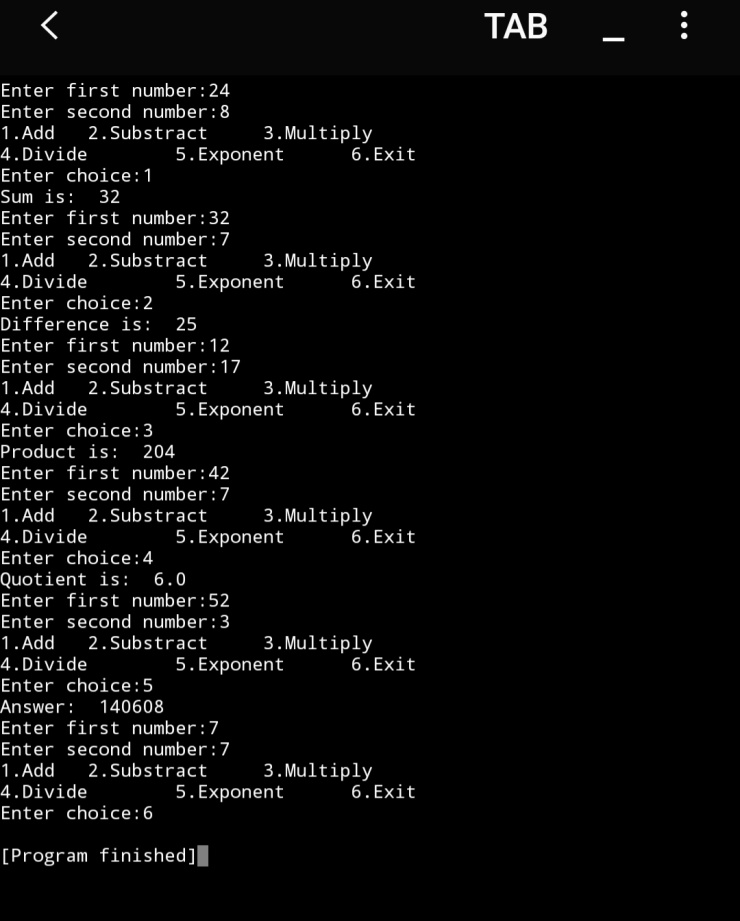 TAB
Enter first number:24
Enter second number:8
1.Add   2.Substract     3.Multiply
4.Divide        5.Exponent      6.Exit
Enter choice:1
Sum is:  32
Enter first number:32
Enter second number:7
1.Add   2.Substract     3.Multiply
4.Divide        5.Exponent      6.Exit
Enter choice:2
Difference is:  25
Enter first number:12
Enter second number:17
1.Add   2.Substract     3.Multiply
4.Divide        5.Exponent      6.Exit
Enter choice:3
Product is:  204
Enter first number:42
Enter second number:7
1.Add   2.Substract     3.Multiply
4.Divide        5.Exponent      6.Exit
Enter choice:4
Quotient is:  6.0
Enter first number:52
Enter second number:3
1.Add   2.Substract     3.Multiply
4.Divide        5.Exponent      6.Exit
Enter choice:5
Answer:  140608
Enter first number:7
Enter second number:7
1.Add   2.Substract     3.Multiply
4.Divide        5.Exponent      6.Exit
Enter choice:6
[Program finished]